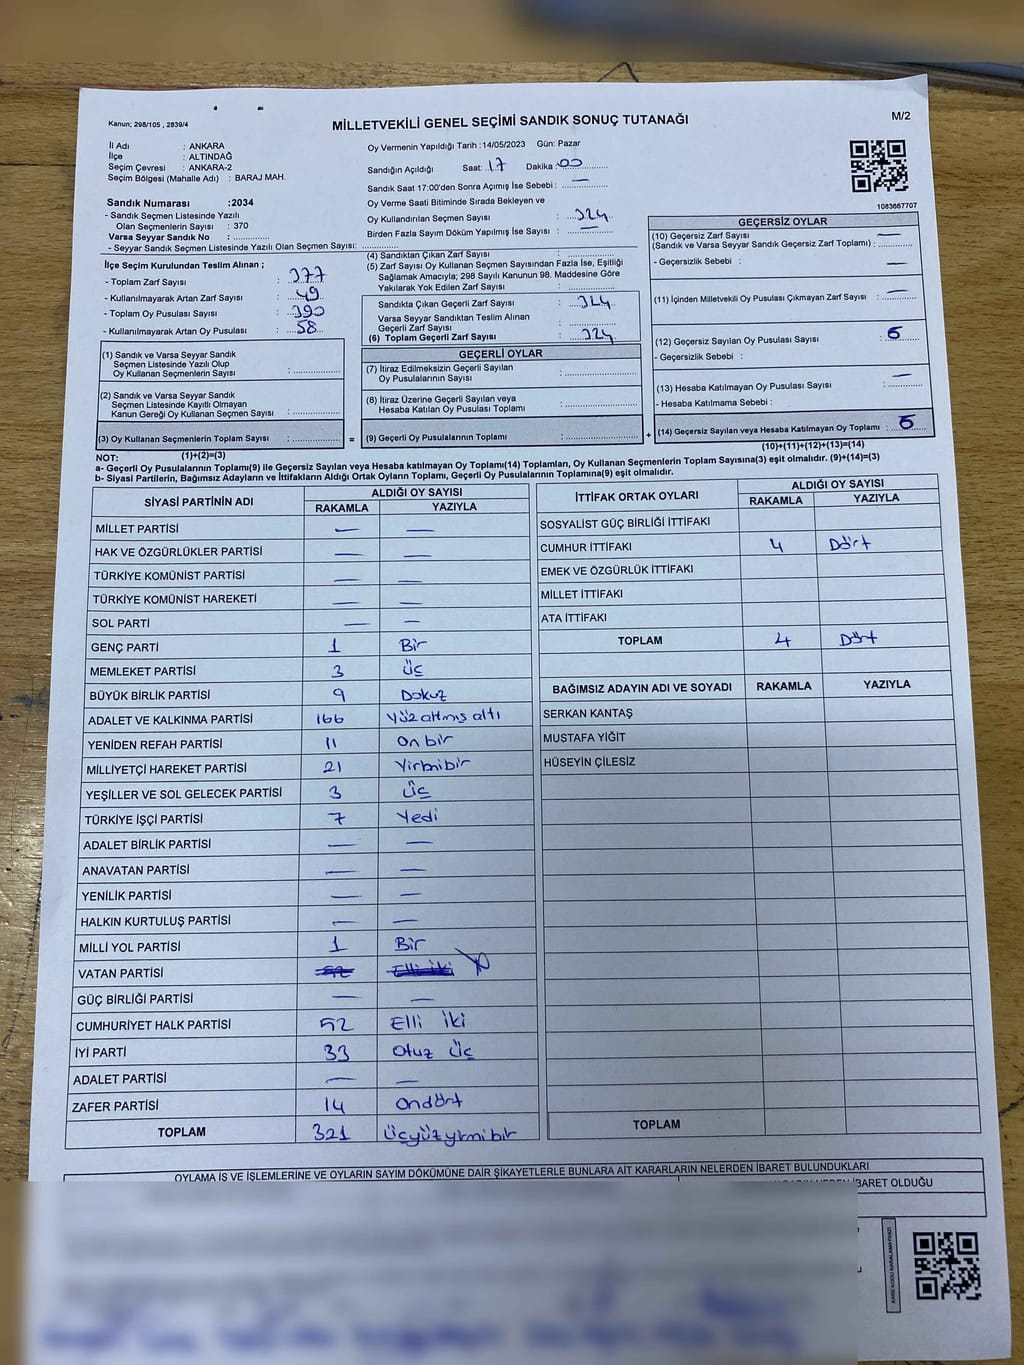 Kanun; 298/105 , 2839/4
MİLLETVEKİLİ GENEL SEÇİMİ SANDIK SONUÇ TUTANAĞI
M/2
İl Adı : ANKARA
İlçe : ALTINDAĞ
Seçim Çevresi : ANKARA-2
Seçim Bölgesi (Mahalle Adı) : BARAJ MAH.
Sandık Numarası :2034
- Sandık Seçmen Listesinde Yazılı
Olan Seçmenlerin Sayısı : 370
Varsa Seyyar Sandık No :
- Seyyar Sandık Seçmen Listesinde Yazılı Olan Seçmen Sayısı:
Oy Vermenin Yapıldığı Tarih :14/05/2023 Gün: Pazar
Sandığın Açıldığı Saat: 17 Dakika: 00
Sandık Saat 17:00'den Sonra Açımış İse Sebebi : —
Oy Verme Saati Bitiminde Sırada Bekleyen ve
Oy Kullandırılan Seçmen Sayısı : 324
Birden Fazla Sayım Döküm Yapılmış İse Sayısı : —
1083667707
İlçe Seçim Kurulundan Teslim Alınan ;
- Toplam Zarf Sayısı : 377
- Kullanılmayarak Artan Zarf Sayısı : 49
- Toplam Oy Pusulası Sayısı : 390
- Kullanılmayarak Artan Oy Pusulası : 58
(4) Sandıktan Çıkan Zarf Sayısı :
(5) Zarf Sayısı Oy Kullanan Seçmen Sayısından Fazla İse, Eşitliği
Sağlamak Amacıyla; 298 Sayılı Kanunun 98. Maddesine Göre
Yakılarak Yok Edilen Zarf Sayısı :
Sandıkta Çıkan Geçerli Zarf Sayısı : 324
Varsa Seyyar Sandıktan Teslim Alınan
Geçerli Zarf Sayısı :
(6) Toplam Geçerli Zarf Sayısı : 324
GEÇERSİZ OYLAR
(10) Geçersiz Zarf Sayısı —
(Sandık ve Varsa Seyyar Sandık Geçersiz Zarf Toplamı) :
- Geçersizlik Sebebi : —
(11) İçinden Milletvekili Oy Pusulası Çıkmayan Zarf Sayısı : —
(12) Geçersiz Sayılan Oy Pusulası Sayısı :
- Geçersizlik Sebebi :
(13) Hesaba Katılmayan Oy Pusulası Sayısı : —
- Hesaba Katılmama Sebebi :
(14) Geçersiz Sayılan veya Hesaba Katılmayan Oy Toplamı :
(10)+(11)+(12)+(13)=(14)
(1) Sandık ve Varsa Seyyar Sandık
Seçmen Listesinde Yazılı Olup
Oy Kullanan Seçmenlerin Sayısı :
(2) Sandık ve Varsa Seyyar Sandık
Seçmen Listesinde Kayıtlı Olmayan
Kanun Gereği Oy Kullanan Seçmen Sayısı :
(3) Oy Kullanan Seçmenlerin Toplam Sayısı : =
(1)+(2)=(3)
GEÇERLİ OYLAR
(7) İtiraz Edilmeksizin Geçerli Sayılan
Oy Pusulalarının Sayısı :
(8) İtiraz Üzerine Geçerli Sayılan veya
Hesaba Katılan Oy Pusulası Toplamı :
(9) Geçerli Oy Pusulalarının Toplamı : +
NOT:
a- Geçerli Oy Pusulalarının Toplamı(9) ile Geçersiz Sayılan veya Hesaba katılmayan Oy Toplamı(14) Toplamları, Oy Kullanan Seçmenlerin Toplam Sayısına(3) eşit olmalıdır. (9)+(14)=(3)
b- Siyasi Partilerin, Bağımsız Adayların ve İttifakların Aldığı Ortak Oyların Toplamı, Geçerli Oy Pusulalarının Toplamına(9) eşit olmalıdır.
SİYASİ PARTİNİN ADI ALDIĞI OY SAYISI
RAKAMLA YAZIYLA
MİLLET PARTİSİ — —
HAK VE ÖZGÜRLÜKLER PARTİSİ — —
TÜRKİYE KOMÜNİST PARTİSİ — —
TÜRKİYE KOMÜNİST HAREKETİ — —
SOL PARTİ — —
GENÇ PARTİ 1 Bir
MEMLEKET PARTİSİ 3 Üç
BÜYÜK BİRLİK PARTİSİ 9 Dokuz
ADALET VE KALKINMA PARTİSİ 166 Yüz altmış altı
YENİDEN REFAH PARTİSİ 11 On bir
MİLLİYETÇİ HAREKET PARTİSİ 21 Yirmibir
YEŞİLLER VE SOL GELECEK PARTİSİ 3 Üç
TÜRKİYE İŞÇİ PARTİSİ 7 Yedi
ADALET BİRLİK PARTİSİ — —
ANAVATAN PARTİSİ — —
YENİLİK PARTİSİ — —
HALKIN KURTULUŞ PARTİSİ — —
MİLLİ YOL PARTİSİ 1 Bir
VATAN PARTİSİ 52 Elli iki
GÜÇ BİRLİĞİ PARTİSİ — —
CUMHURİYET HALK PARTİSİ 52 Elli iki
İYİ PARTİ 33 Otuz üç
ADALET PARTİSİ — —
ZAFER PARTİSİ 14 Ondört
TOPLAM 321 Üçyüzyirmibir
İTTİFAK ORTAK OYLARI ALDIĞI OY SAYISI
RAKAMLA YAZIYLA
SOSYALİST GÜÇ BİRLİĞİ İTTİFAKI
CUMHUR İTTİFAKI 4 Dört
EMEK VE ÖZGÜRLÜK İTTİFAKI
MİLLET İTTİFAKI
ATA İTTİFAKI
TOPLAM 4 Dört
BAĞIMSIZ ADAYIN ADI VE SOYADI RAKAMLA YAZIYLA
SERKAN KANTAŞ
MUSTAFA YİĞİT
HÜSEYİN ÇİLESİZ
TOPLAM
OYLAMA İŞ VE İŞLEMLERİNE VE OYLARIN SAYIM DÖKÜMÜNE DAİR ŞİKAYETLERLE BUNLARA AİT KARARLARIN NELERDEN İBARET BULUNDUKLARI
İBARET OLDUĞU
KARE KODU KARALAMAYINIZ!